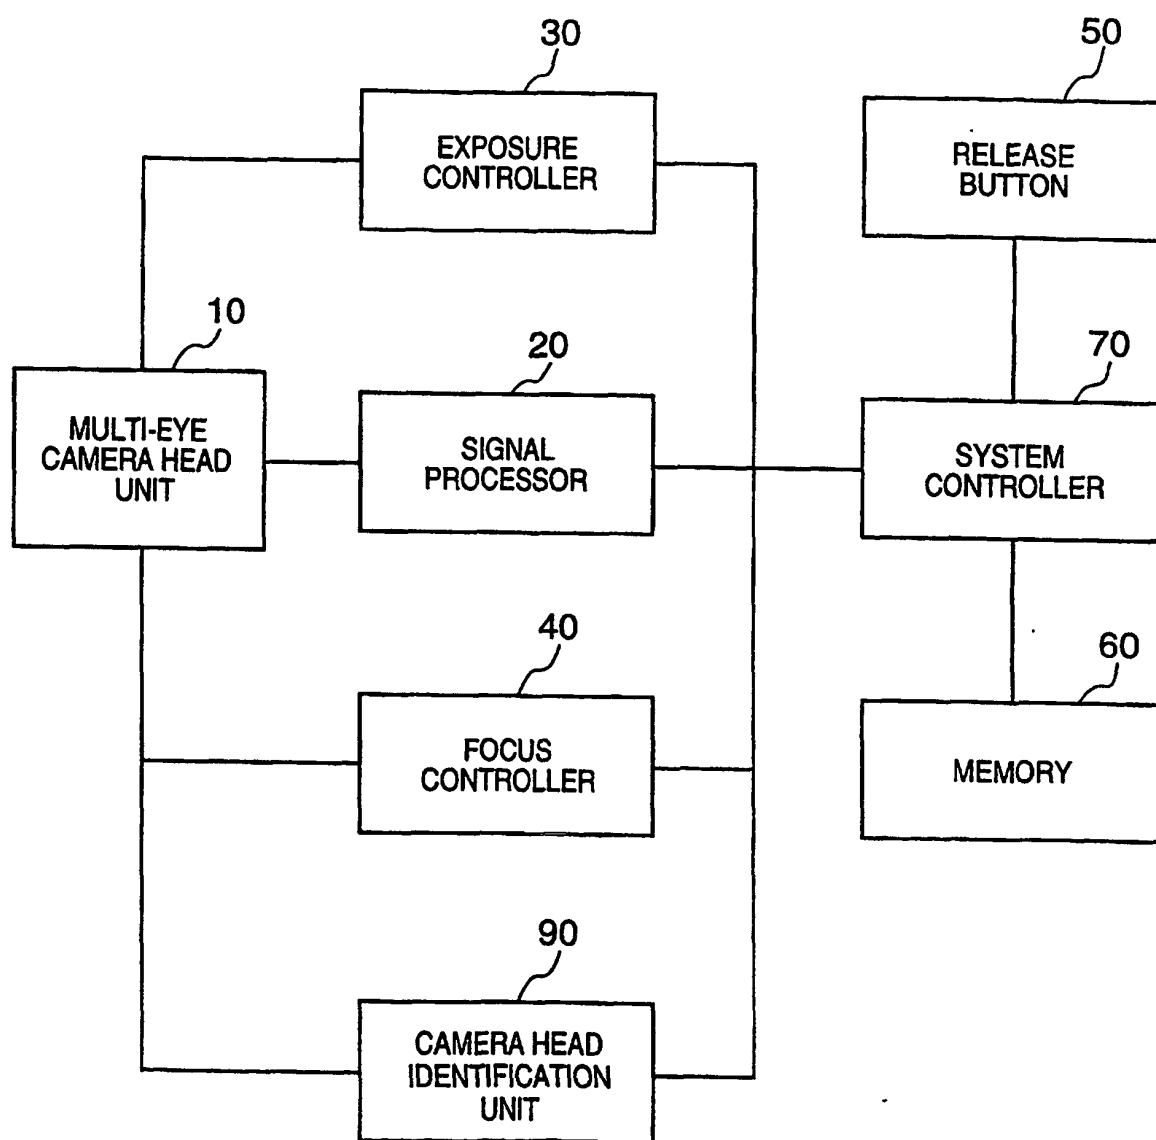 30
EXPOSURE
CONTROLLER
50
RELEASE
BUTTON
10
MULTI-EYE
CAMERA HEAD
UNIT
20
SIGNAL
PROCESSOR
70
SYSTEM
CONTROLLER
40
FOCUS
CONTROLLER
60
MEMORY
90
CAMERA HEAD
IDENTIFICATION
UNIT